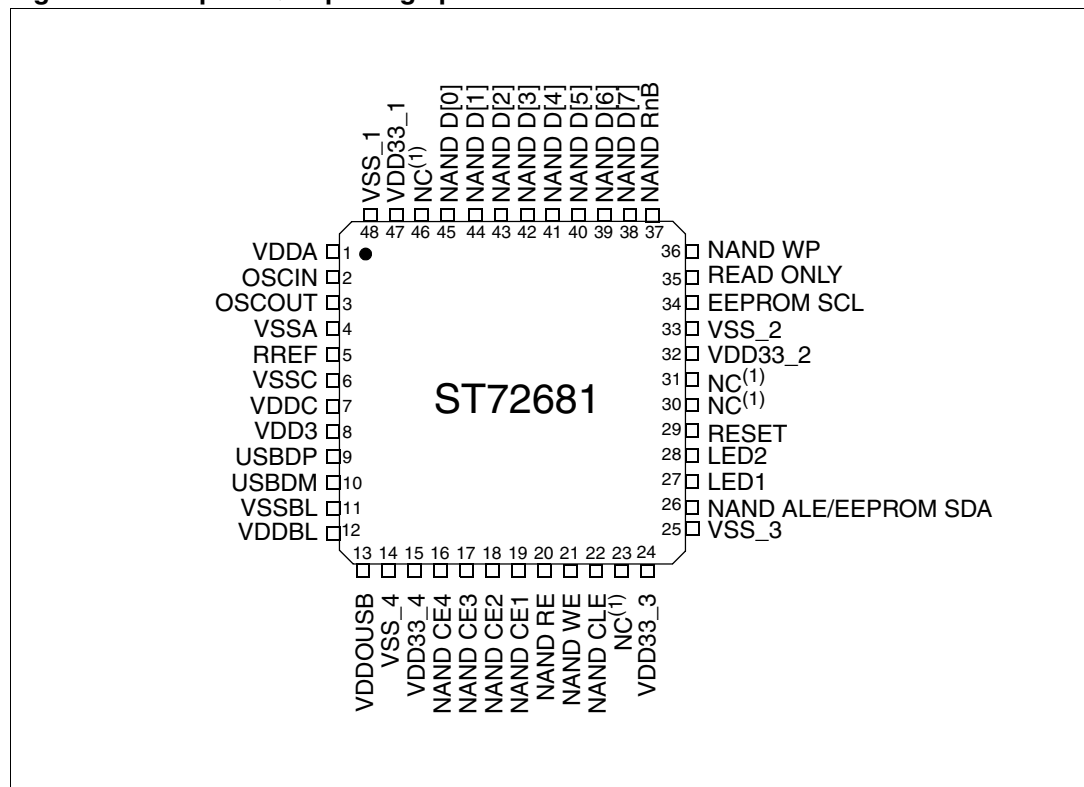 VSS_1
VDD33_1
NC(1)
NAND D[0]
NAND D[1]
NAND D[2]
NAND D[3]
NAND D[4]
NAND D[5]
NAND D[6]
NAND D[7]
NAND RnB
48 47 46 45 44 43 42 41 40 39 38 37
VDDA 1
OSCIN 2
OSCOUT 3
VSSA 4
RREF 5
VSSC 6
VDDC 7
VDD3 8
USBDP 9
USBDM 10
VSSBL 11
VDDBL 12
ST72681
36 NAND WP
35 READ ONLY
34 EEPROM SCL
33 VSS_2
32 VDD33_2
31 NC(1)
30 NC(1)
29 RESET
28 LED2
27 LED1
26 NAND ALE/EEPROM SDA
25 VSS_3
13 14 15 16 17 18 19 20 21 22 23 24
VDDOUSB
VSS_4
VDD33_4
NAND CE4
NAND CE3
NAND CE2
NAND CE1
NAND RE
NAND WE
NAND CLE
NC(1)
VDD33_3